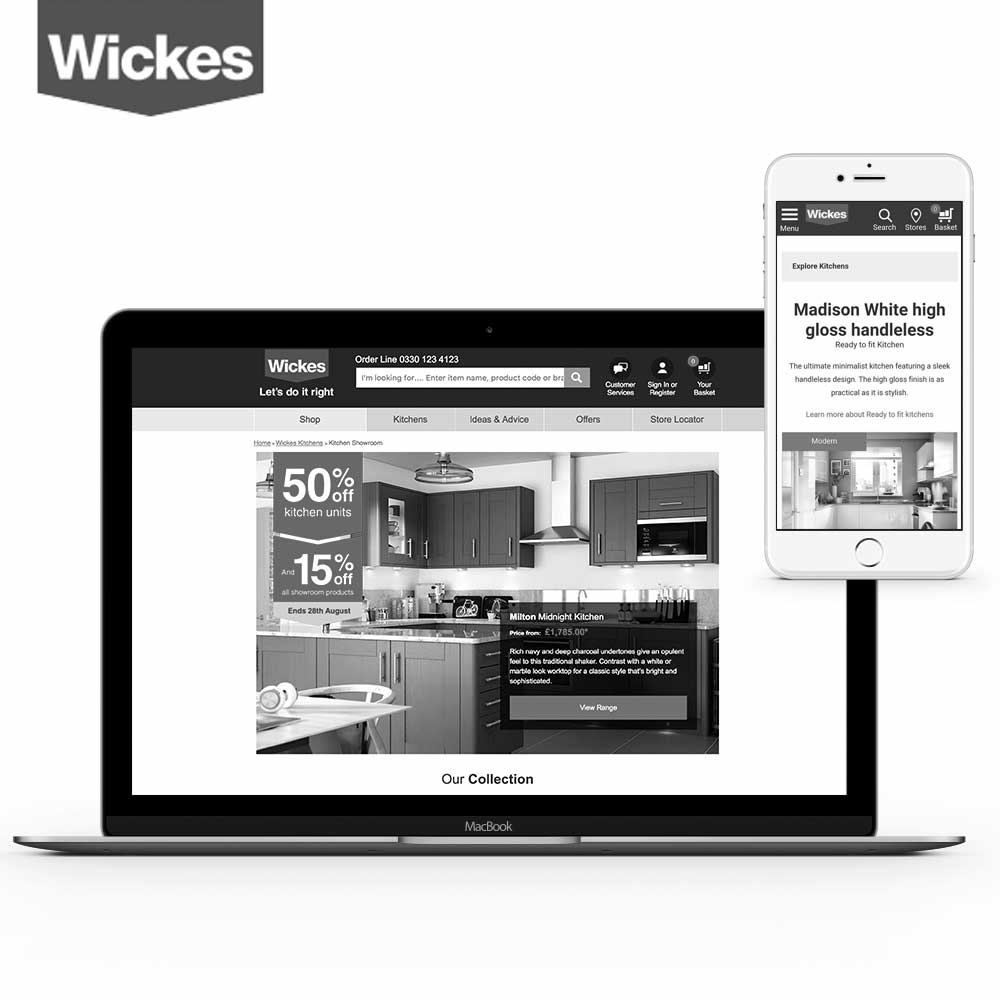 Wickes
Wickes
Let's do it right
Order Line 0330 123 4123
I'm looking for.... Enter item name, product code or bra
Customer Services
Sign In or Register
0
Your Basket
Shop
Kitchens
Ideas & Advice
Offers
Store Locator
Home » Wickes Kitchens » Kitchen Showroom
50% off
kitchen units
And 15% off
all showroom products
Ends 28th August
Milton Midnight Kitchen
Price from: £1,785.00*
Rich navy and deep charcoal undertones give an opulent
feel to this traditional shaker. Contrast with a white or
marble look worktop for a classic style that's bright and
sophisticated.
View Range
Our Collection
MacBook
Menu
Wickes
Search
Stores
0
Basket
Explore Kitchens
Madison White high
gloss handleless
Ready to fit Kitchen
The ultimate minimalist kitchen featuring a sleek
handleless design. The high gloss finish is as
practical as it is stylish.
Learn more about Ready to fit kitchens
Modern